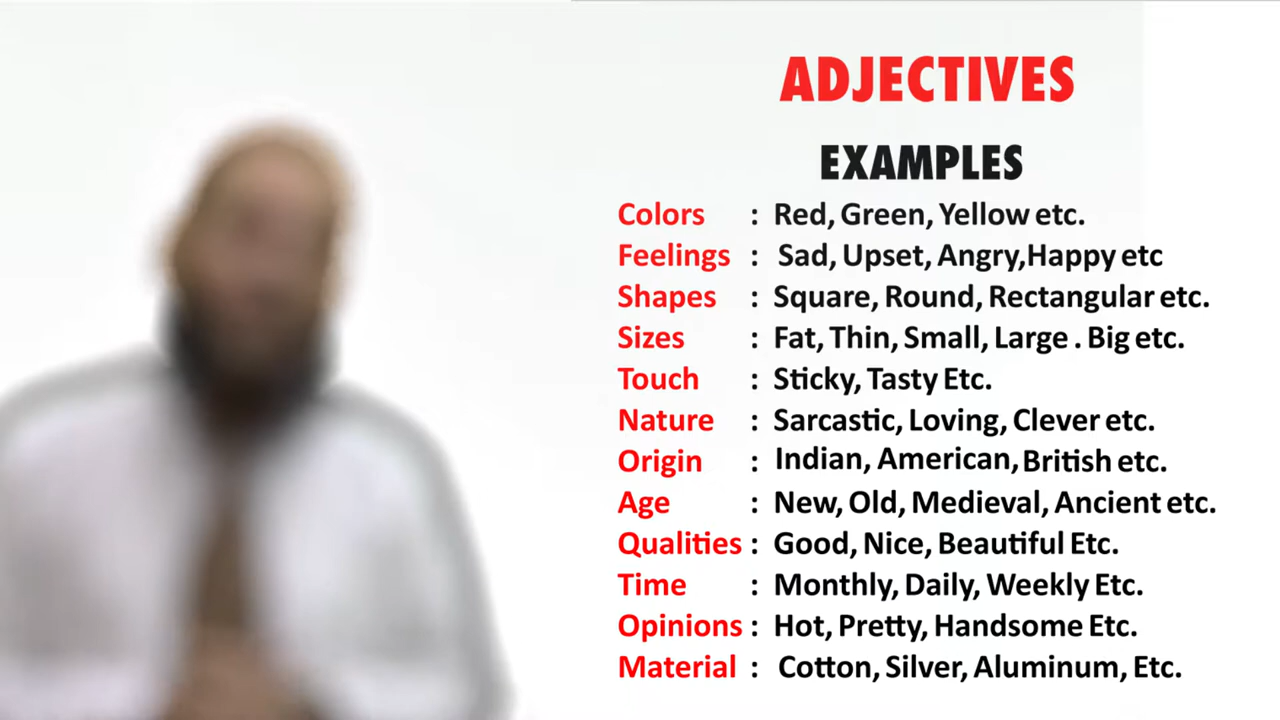 ADJECTIVES
EXAMPLES
Colors : Red, Green, Yellow etc.
Feelings : Sad, Upset, Angry,Happy etc
Shapes : Square, Round, Rectangular etc.
Sizes : Fat, Thin, Small, Large . Big etc.
Touch : Sticky, Tasty Etc.
Nature : Sarcastic, Loving, Clever etc.
Origin : Indian, American, British etc.
Age : New, Old, Medieval, Ancient etc.
Qualities : Good, Nice, Beautiful Etc.
Time : Monthly, Daily, Weekly Etc.
Opinions : Hot, Pretty, Handsome Etc.
Material : Cotton, Silver, Aluminum, Etc.